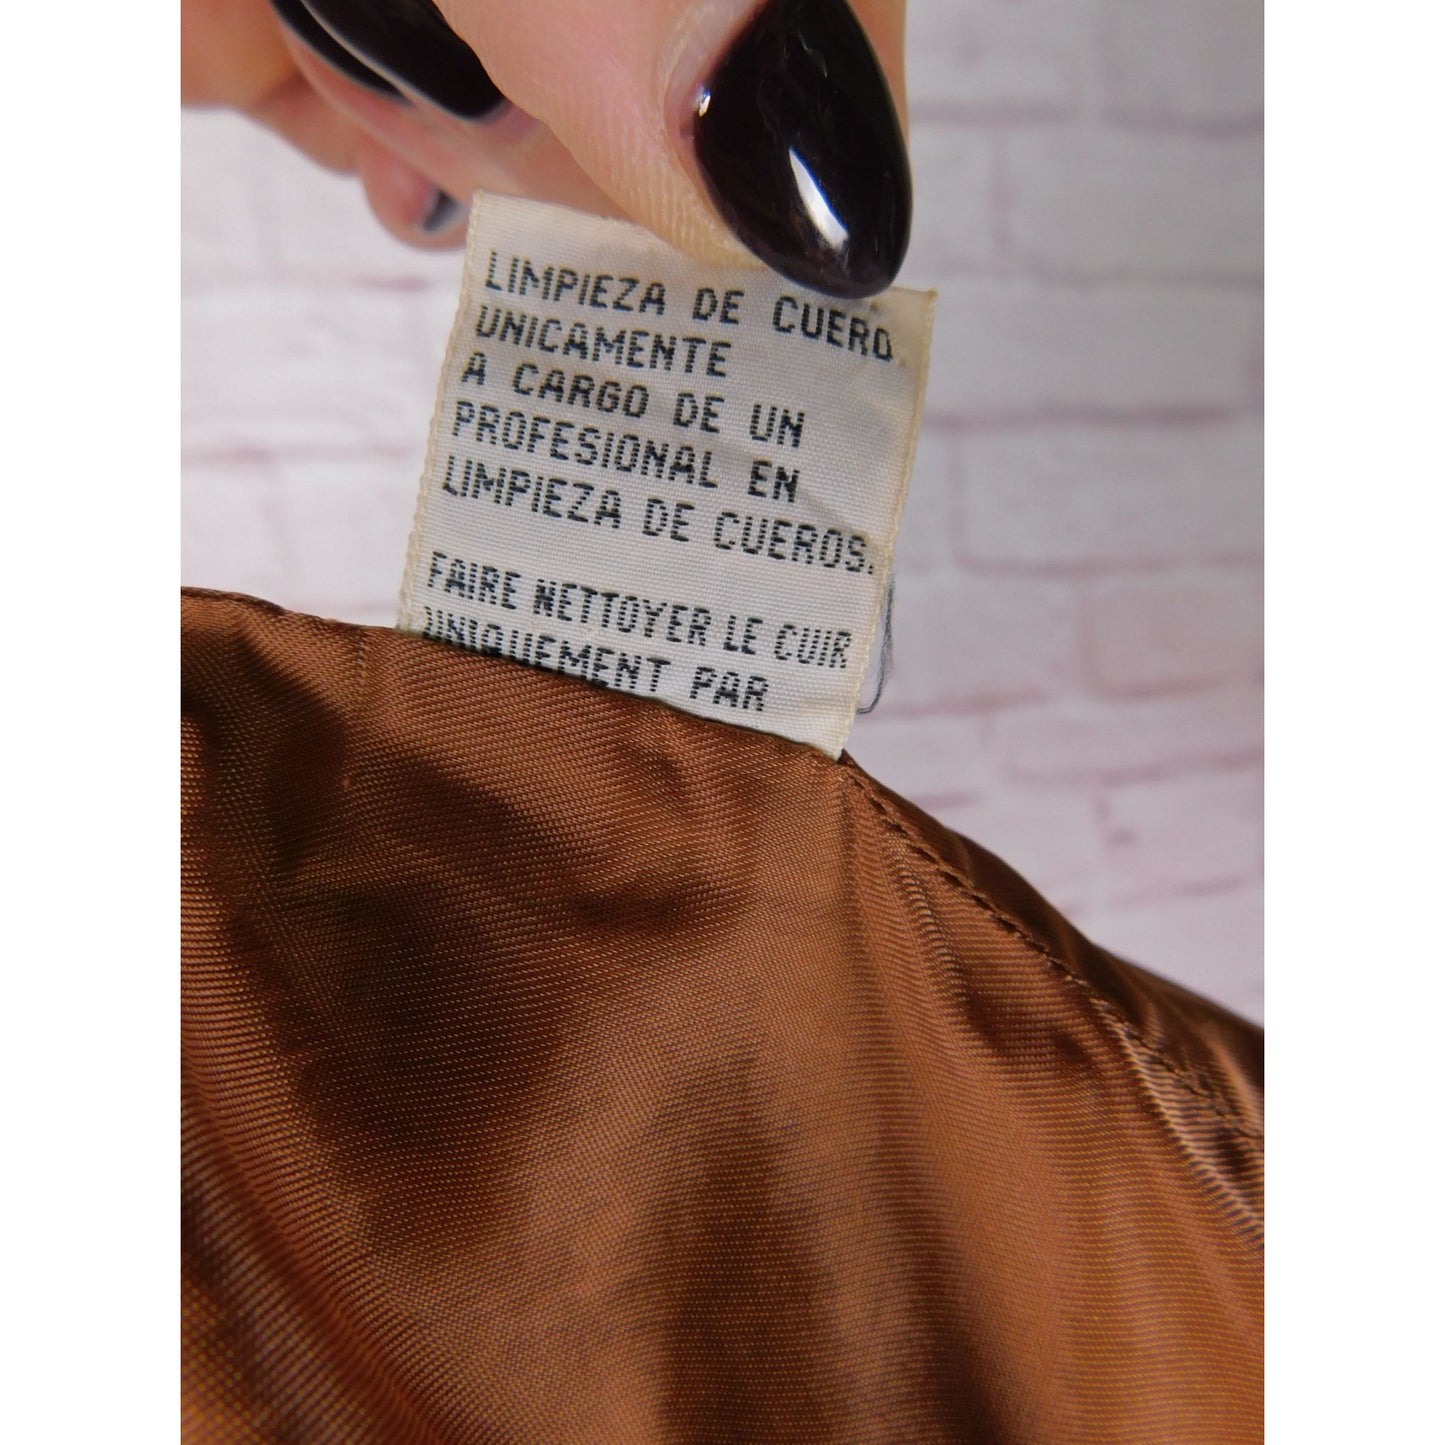 LIMPIEZA DE CUERO
UNICAMENTE
A CARGO DE UN
PROFESIONAL EN
LIMPIEZA DE CUEROS.
FAIRE NETTOYER LE CUIR
UNIQUEMENT PAR